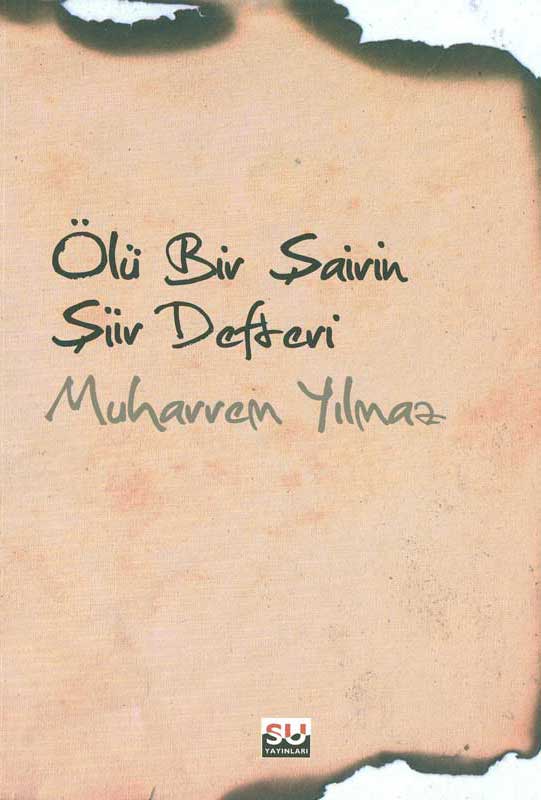 Ölü Bir Şairin
Şiir Defteri
Muharrem Yılmaz
SU
YAYINLARI